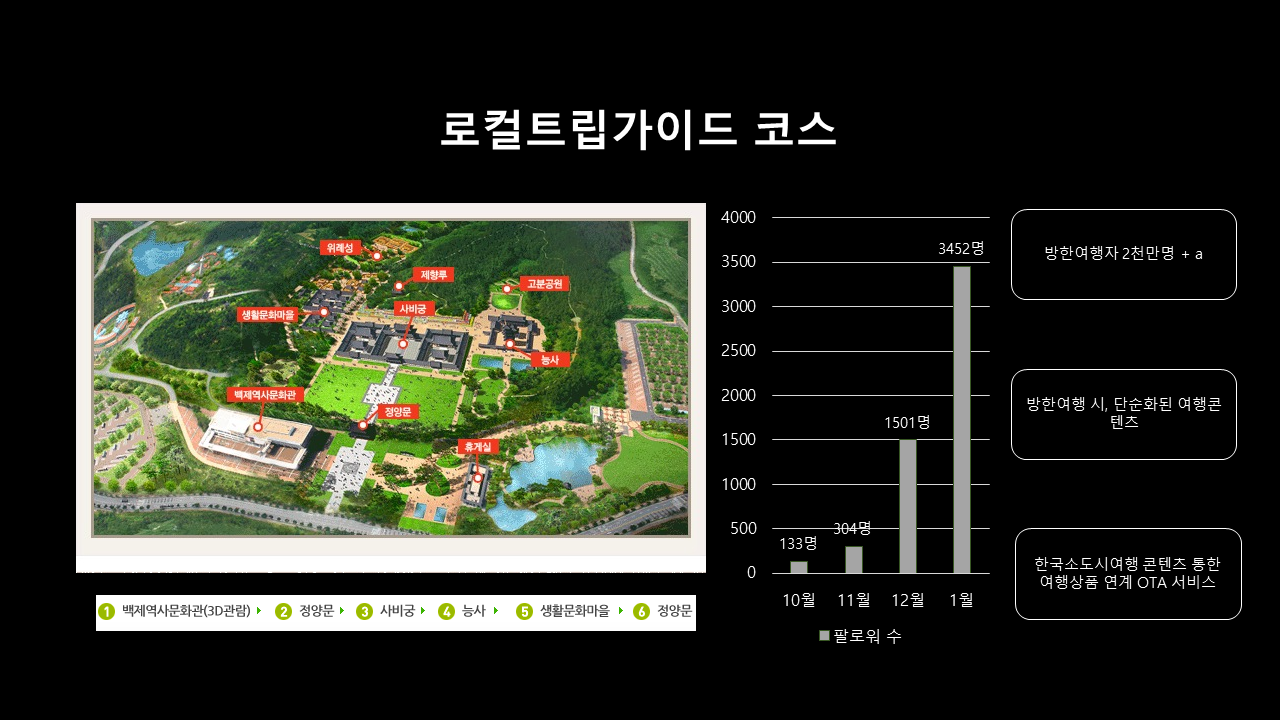 로컬트립가이드 코스
위례성
제향루
고분공원
생활문화마을
사비궁
능사
백제역사문화관
정양문
휴게실
1 백제역사문화관(3D관람) 2 정양문 3 사비궁 4 능사 5 생활문화마을 6 정양문
4000
3500
3000
2500
2000
1500
1000
500
0
133명
304명
1501명
3452명
10월 11월 12월 1월
팔로워 수
방한여행자 2천만명 + a
방한여행 시, 단순화된 여행콘
텐츠
한국소도시여행 콘텐츠 통한
여행상품 연계 OTA 서비스